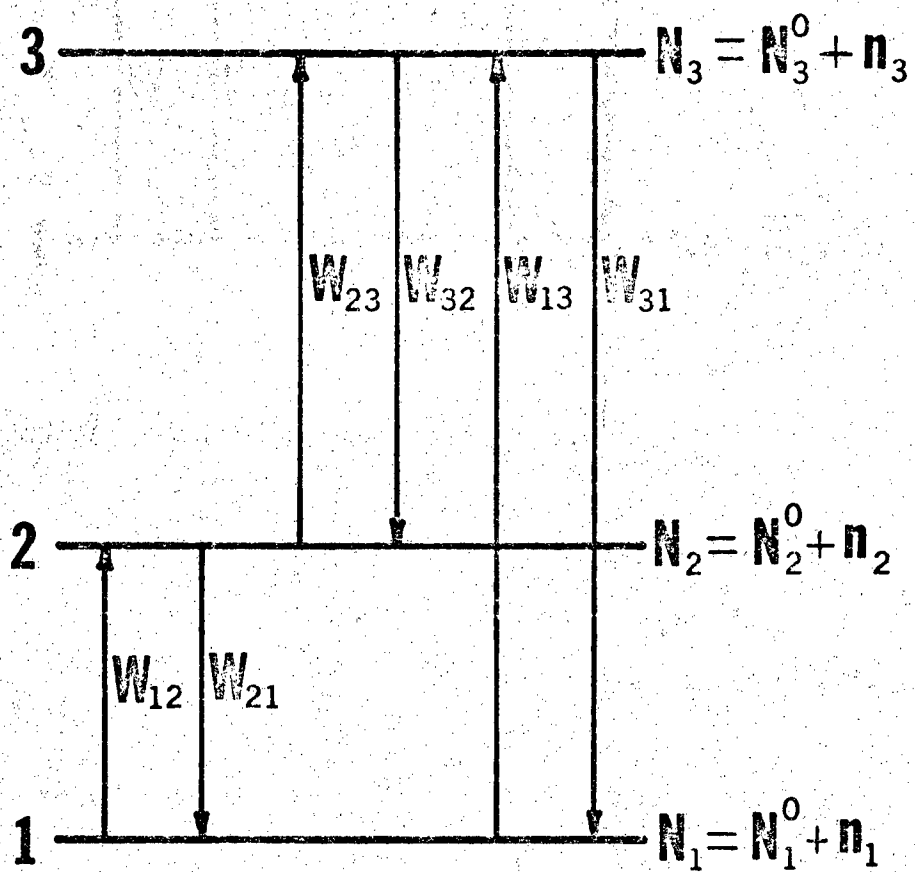 3 N₃ = N₃⁰ + n₃
W₂₃ W₃₂ W₁₃ W₃₁
2 N₂ = N₂⁰ + n₂
W₁₂ W₂₁
1 N₁ = N₁⁰ + n₁